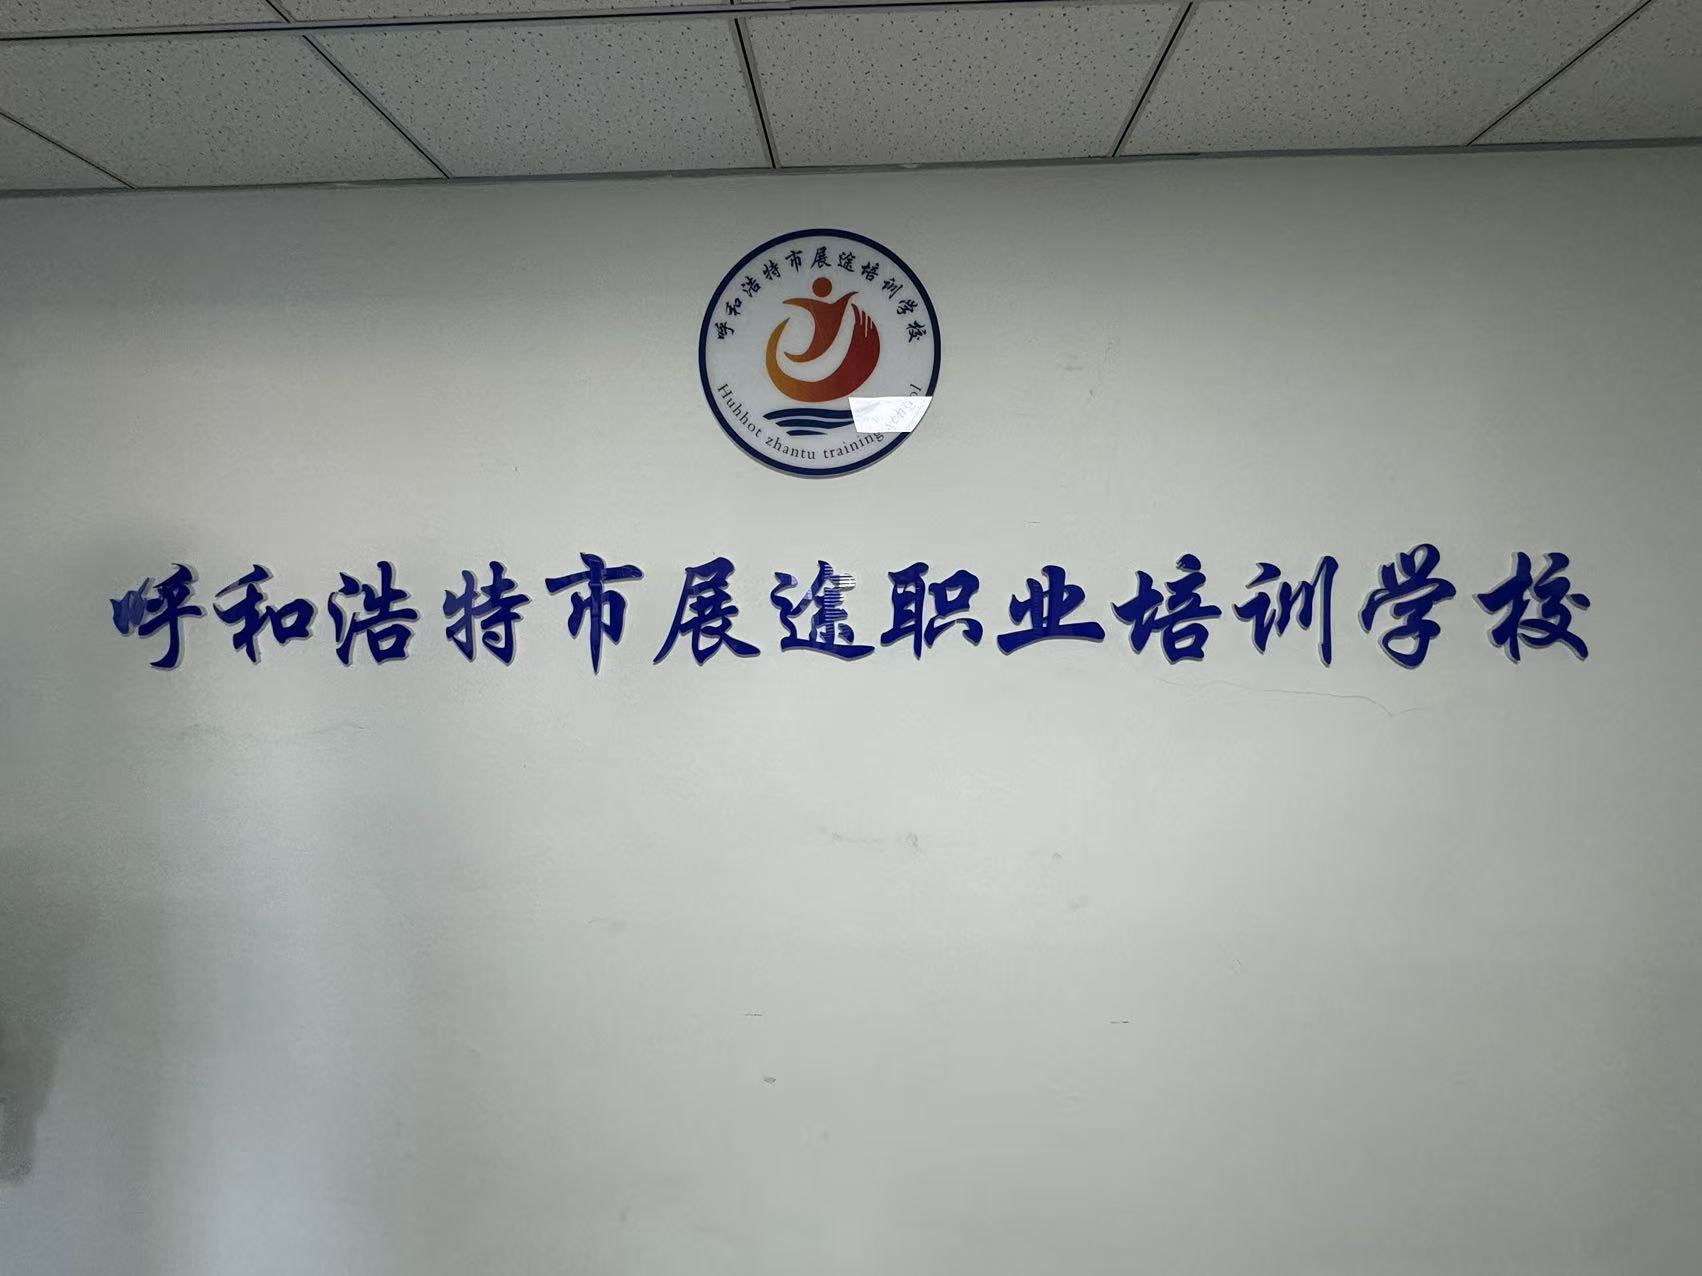 呼和浩特市展途培训学校
Huhhot zhantu training school
呼和浩特市展途职业培训学校